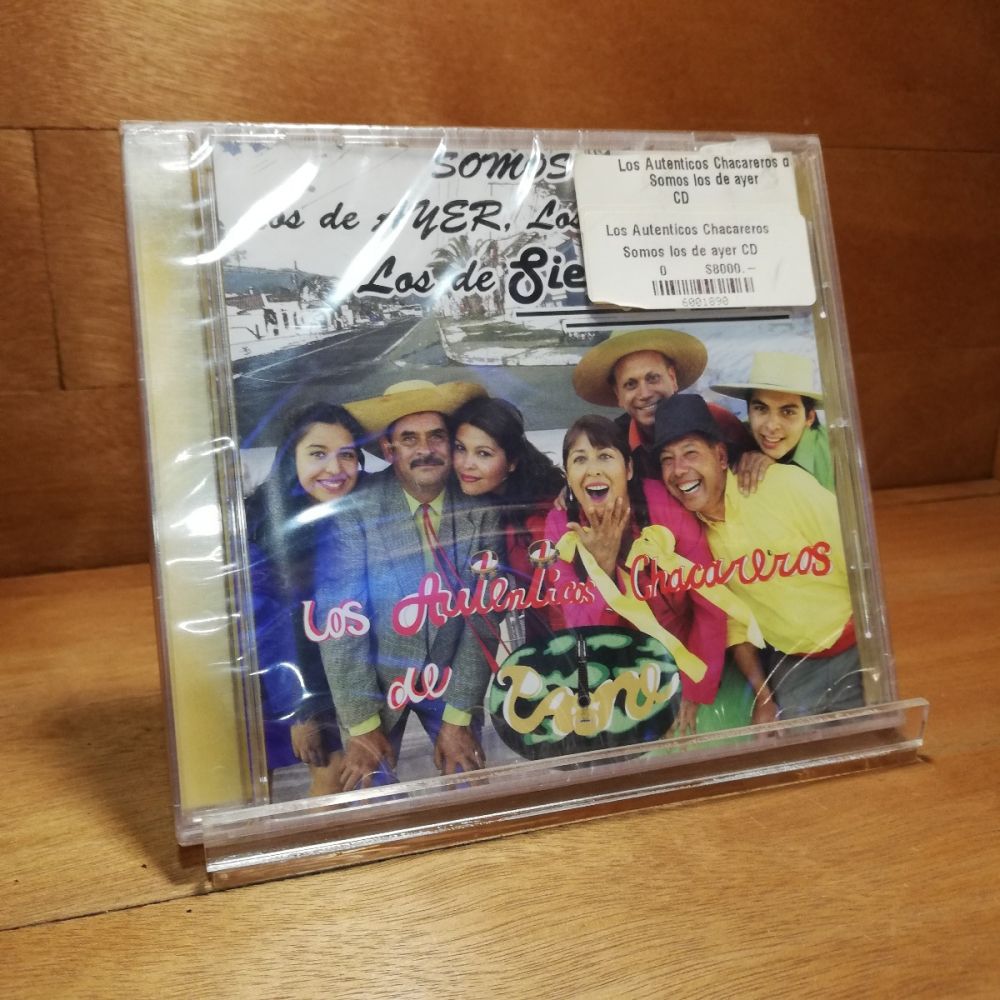 SOMOS
Los de AYER, Los
Los de Sie
Los Autenticos Chacareros d
Somos los de ayer
CD
Los Autenticos Chacareros
Somos los de ayer CD
0 $8000.-
6001890
Los Auténticos Chacareros
de